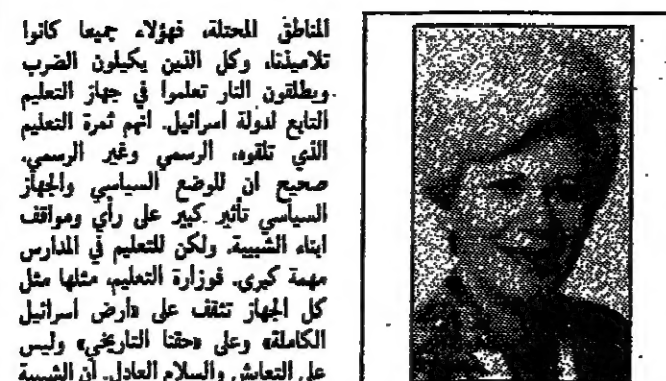 المناطق المحتلة، فهؤلاء جميعا كانوا
تلاميذنا، وكل الذين يكيلون الضرب
ويطلقون النار تعلموا في جهاز التعليم
التابع لدولة اسرائيل. انهم ثمرة التعليم
الذي تلقوه، الرسمي وغير الرسمي.
صحيح ان للوضع السياسي والجهاز
السياسي تأثير كبير على رأي ومواقف
ابناء الشبيبة. ولكن للتعليم في المدارس
مهمة كبرى. فوزارة التعليم، مثلها مثل
كل الجهاز تثقف على «ارض اسرائيل
الكاملة» وعلى «حقنا التاريخي» وليس
على التعايش والسلام العادل. ان الشبيبة